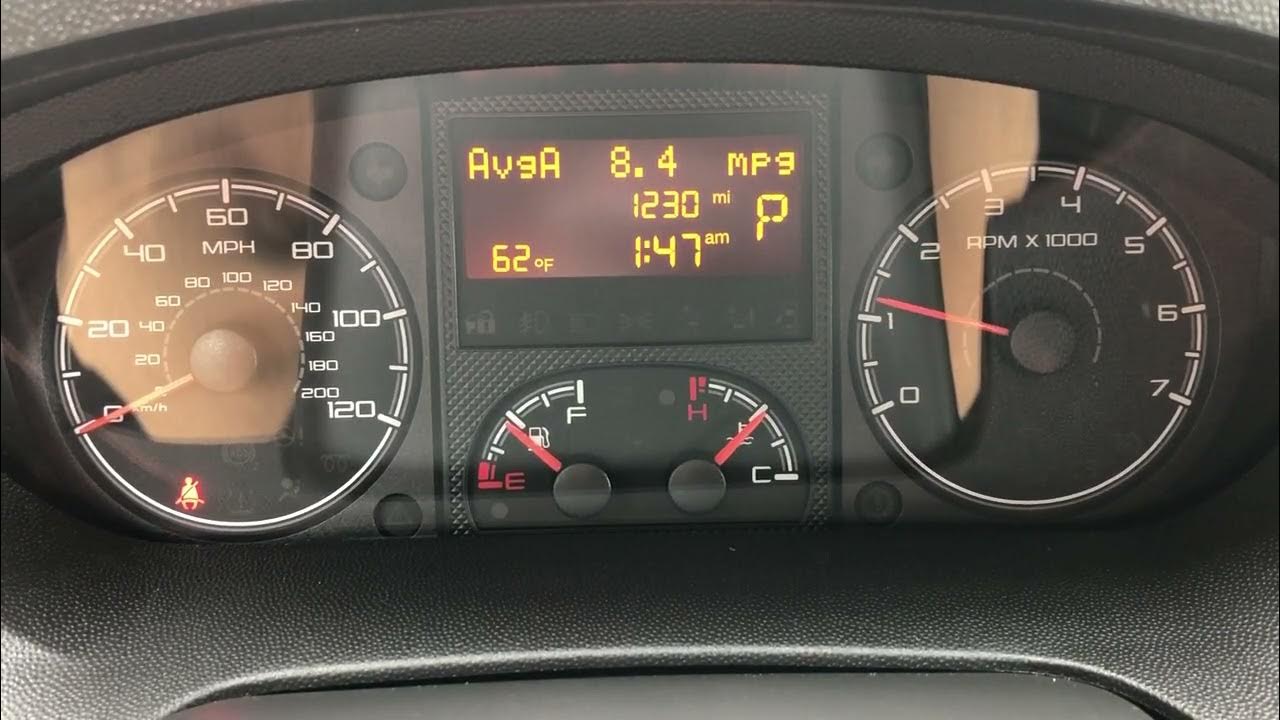 AvgA 8.4 mpg
1230 mi
P
62°F 1:47 am
MPH
0 20 40 60 80 100 120
km/h
20 40 60 80 100 120 140 160 180 200
E F
H C
RPM X 1000
0 1 2 3 4 5 6 7